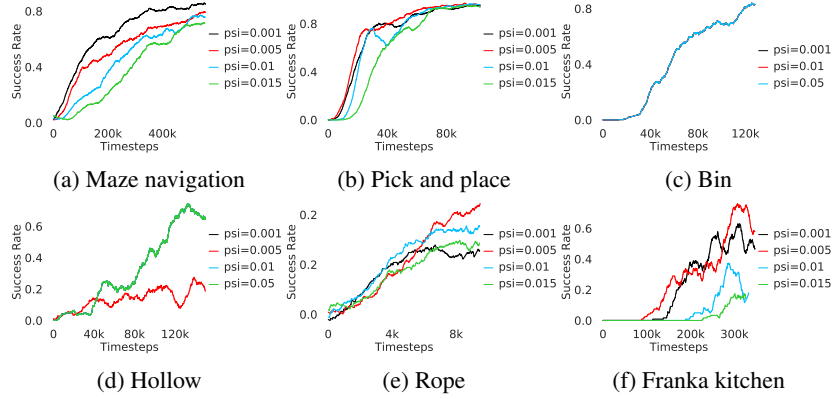 Success Rate
0.8
0.4
0.0
0
200k
400k
Timesteps
psi=0.001
psi=0.005
psi=0.01
psi=0.015
(a) Maze navigation
Success Rate
0.8
0.4
0.0
0
20k
80k
Timesteps
psi=0.001
psi=0.005
psi=0.01
psi=0.015
(b) Pick and place
Success Rate
0.8
0.4
0.0
0
40k
80k
120k
Timesteps
psi=0.001
psi=0.01
psi=0.05
(c) Bin
Success Rate
0.6
0.4
0.2
0.0
0
40k
80k
120k
Timesteps
psi=0.001
psi=0.005
psi=0.01
psi=0.05
(d) Hollow
Success Rate
0.2
0.2
0.0
0
4k
8k
Timesteps
psi=0.001
psi=0.005
psi=0.01
psi=0.015
(e) Rope
Success Rate
0.6
0.4
0.2
0.0
0
100k
200k
300k
Timesteps
psi=0.001
psi=0.005
psi=0.01
psi=0.015
(f) Franka kitchen